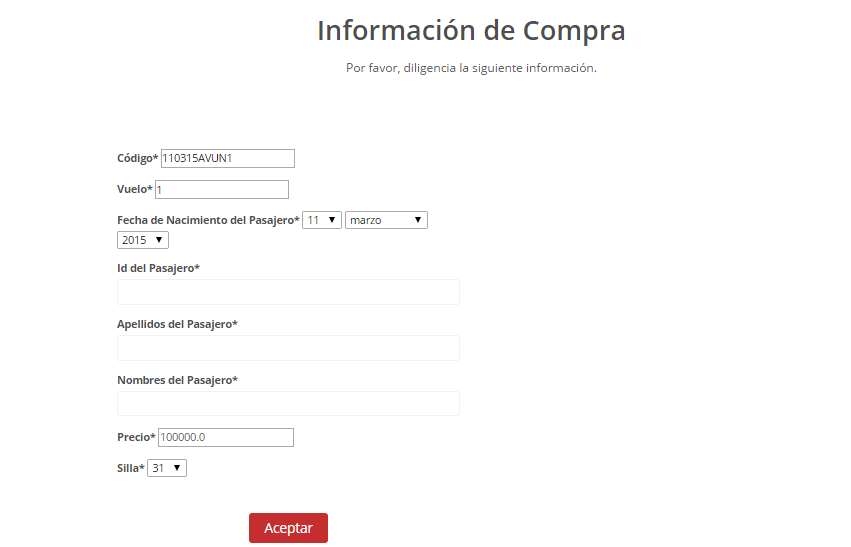 Información de Compra
Por favor, diligencia la siguiente información.
Código* 110315AVUN1
Vuelo* 1
Fecha de Nacimiento del Pasajero* 11 marzo
2015
Id del Pasajero*
Apellidos del Pasajero*
Nombres del Pasajero*
Precio* 100000.0
Silla* 31
Aceptar